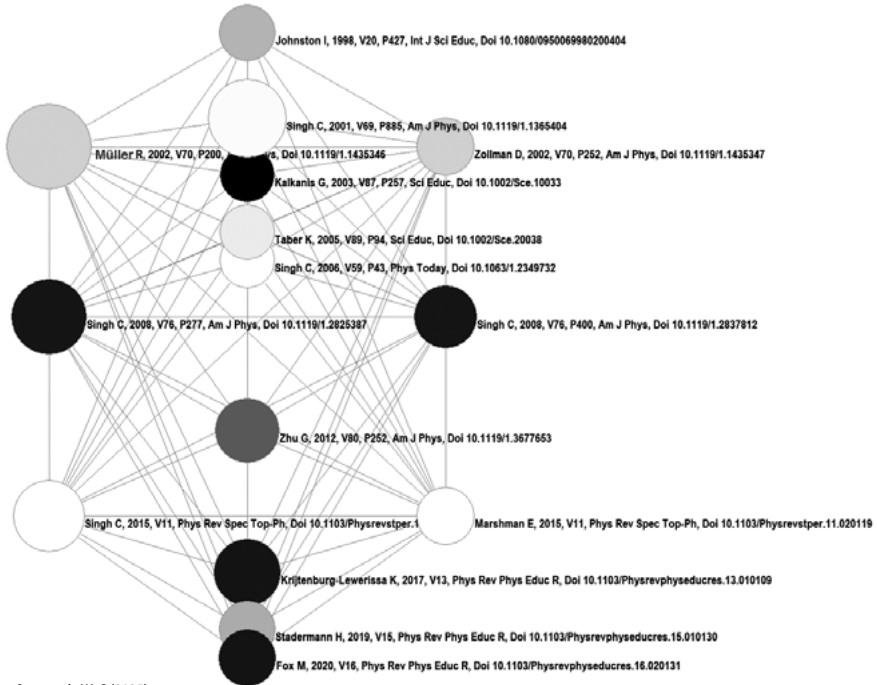 Johnston I, 1998, V20, P427, Int J Sci Educ, Doi 10.1080/0950069980200404
Singh C, 2001, V69, P885, Am J Phys, Doi 10.1119/1.1365404
Müller R, 2002, V70, P200, ys, Doi 10.1119/1.1435346
Zollman D, 2002, V70, P252, Am J Phys, Doi 10.1119/1.1435347
Kalkanis G, 2003, V87, P257, Sci Educ, Doi 10.1002/Sce.10033
Taber K, 2005, V89, P94, Sci Educ, Doi 10.1002/Sce.20038
Singh C, 2006, V59, P43, Phys Today, Doi 10.1063/1.2349732
Singh C, 2008, V76, P277, Am J Phys, Doi 10.1119/1.2825387
Singh C, 2008, V76, P400, Am J Phys, Doi 10.1119/1.2837812
Zhu G, 2012, V80, P252, Am J Phys, Doi 10.1119/1.3677653
Singh C, 2015, V11, Phys Rev Spec Top-Ph, Doi 10.1103/Physrevstper.1
Marshman E, 2015, V11, Phys Rev Spec Top-Ph, Doi 10.1103/Physrevstper.11.020119
Krijtenburg-Lewerissa K, 2017, V13, Phys Rev Phys Educ R, Doi 10.1103/Physrevphyseducres.13.010109
Stadermann H, 2019, V15, Phys Rev Phys Educ R, Doi 10.1103/Physrevphyseducres.15.010130
Fox M, 2020, V16, Phys Rev Phys Educ R, Doi 10.1103/Physrevphyseducres.16.020131